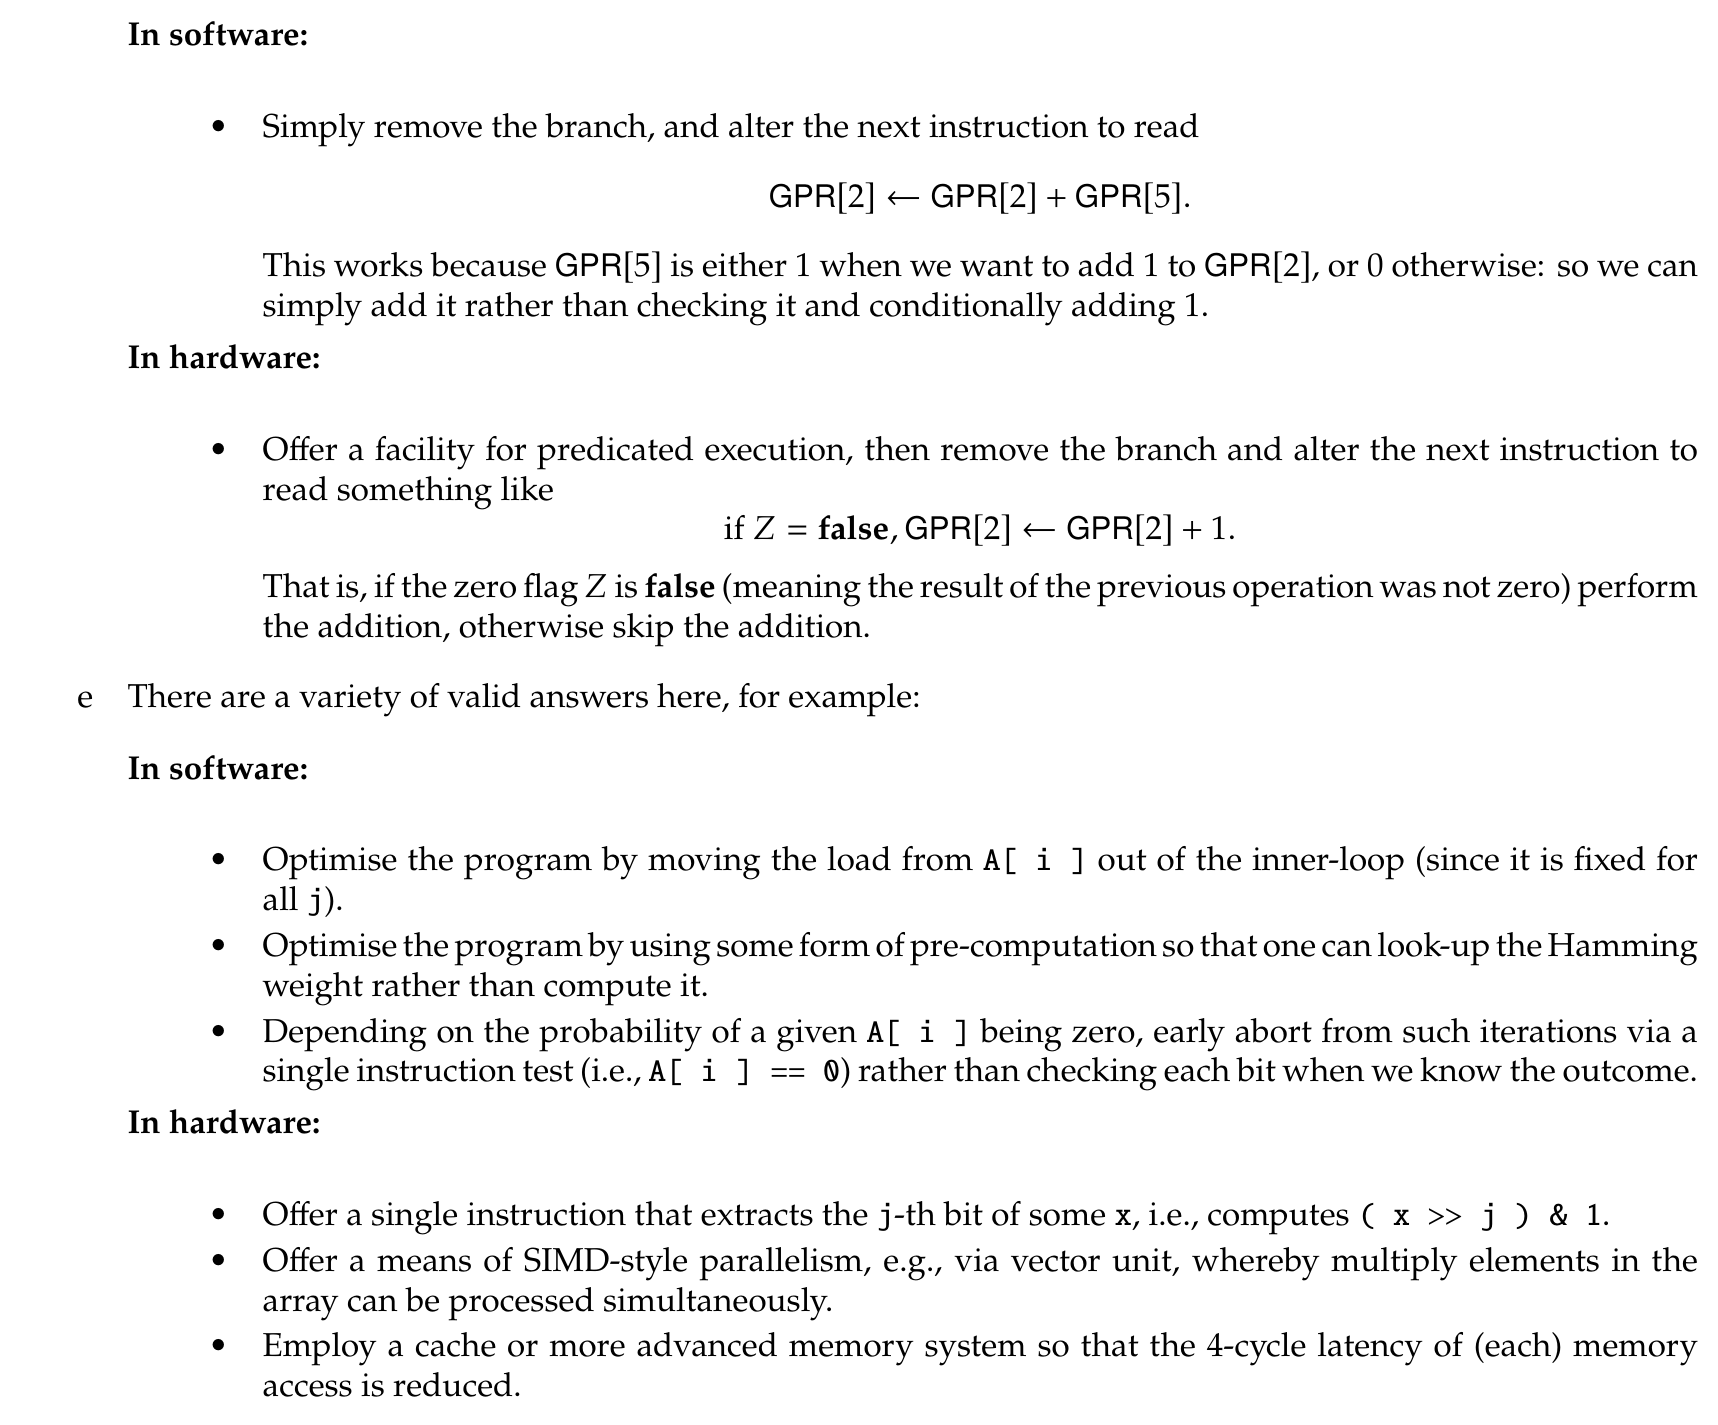 In software:
• Simply remove the branch, and alter the next instruction to read
GPR[2] ← GPR[2] + GPR[5].
This works because GPR[5] is either 1 when we want to add 1 to GPR[2], or 0 otherwise: so we can
simply add it rather than checking it and conditionally adding 1.
In hardware:
• Offer a facility for predicated execution, then remove the branch and alter the next instruction to
read something like
if Z = false, GPR[2] ← GPR[2] + 1.
That is, if the zero flag Z is false (meaning the result of the previous operation was not zero) perform
the addition, otherwise skip the addition.
e There are a variety of valid answers here, for example:
In software:
• Optimise the program by moving the load from A[ i ] out of the inner-loop (since it is fixed for
all j).
• Optimise the program by using some form of pre-computation so that one can look-up the Hamming
weight rather than compute it.
• Depending on the probability of a given A[ i ] being zero, early abort from such iterations via a
single instruction test (i.e., A[ i ] == 0) rather than checking each bit when we know the outcome.
In hardware:
• Offer a single instruction that extracts the j-th bit of some x, i.e., computes ( x >> j ) & 1.
• Offer a means of SIMD-style parallelism, e.g., via vector unit, whereby multiply elements in the
array can be processed simultaneously.
• Employ a cache or more advanced memory system so that the 4-cycle latency of (each) memory
access is reduced.